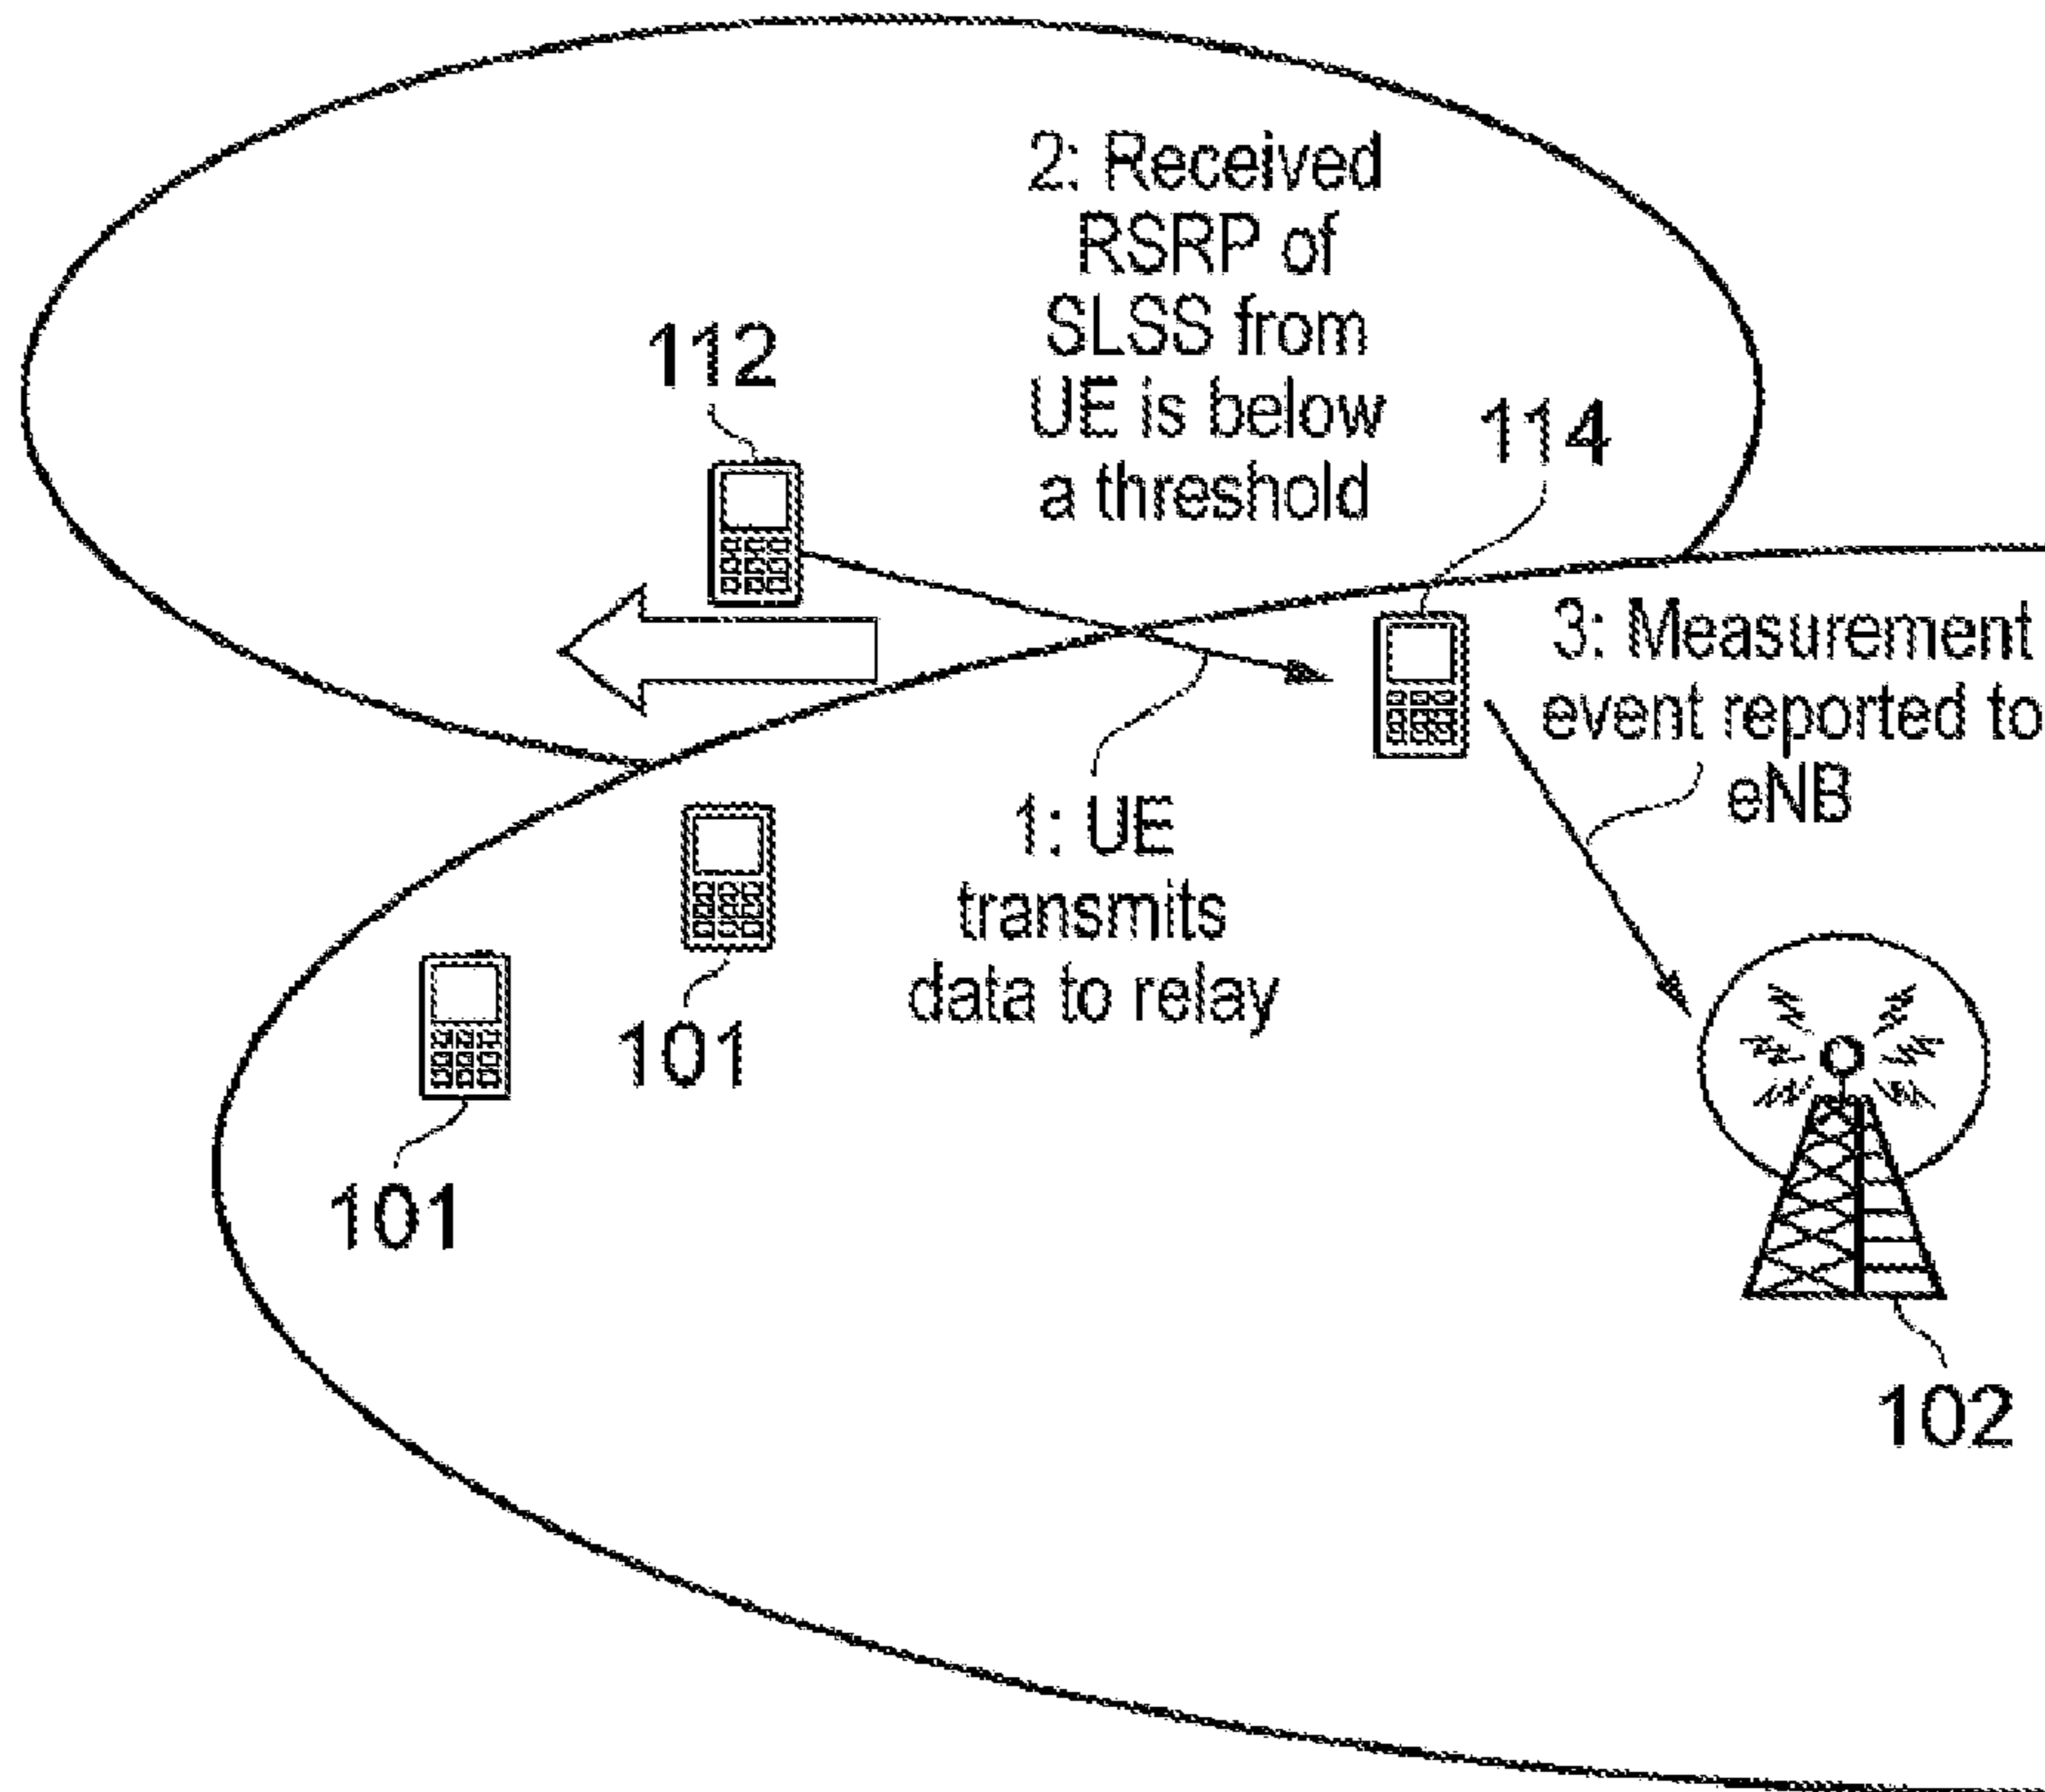 2: Received
RSRP of
SLSS from
UE is below
a threshold
112
114
3: Measurement
event reported to
eNB
1: UE
transmits
data to relay
101
101
102